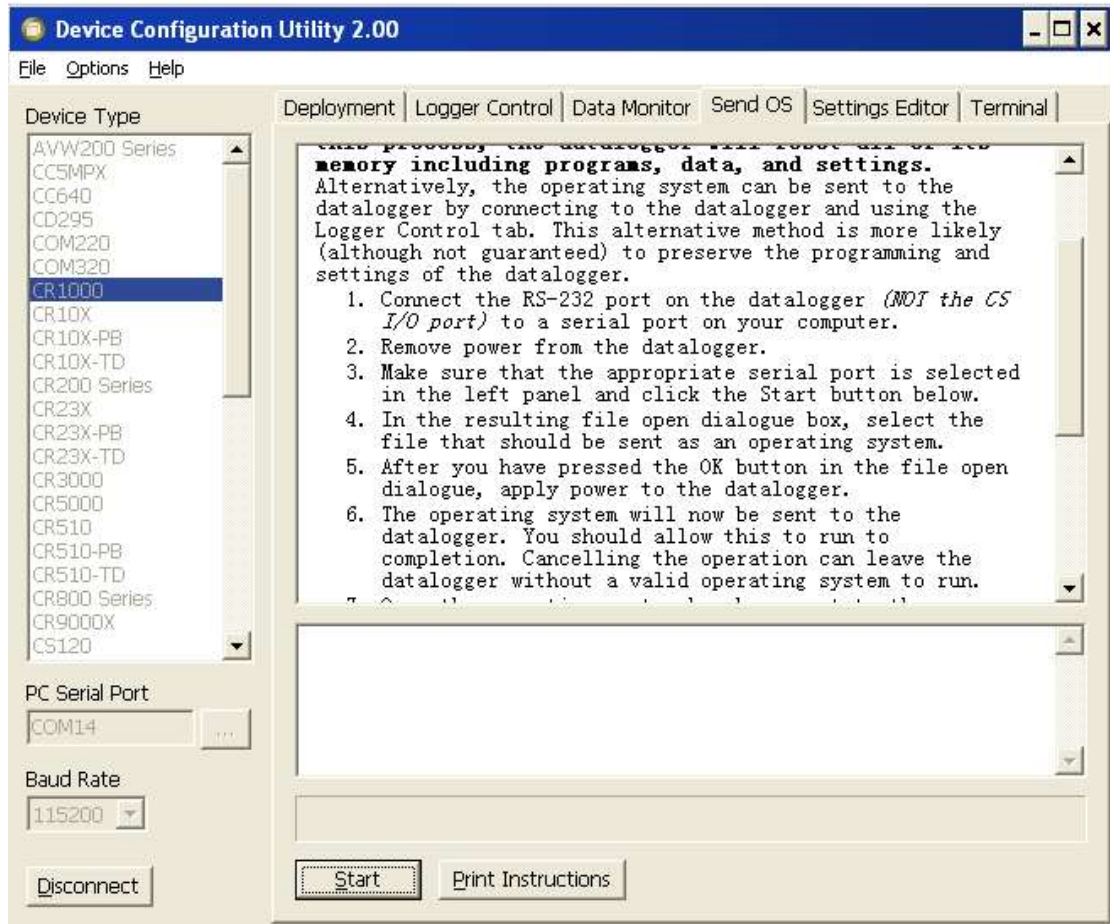 Device Configuration Utility 2.00
File Options Help
Device Type
AVW200 Series
CC5MPX
CC640
CD295
COM220
COM320
CR1000
CR10X
CR10X-PB
CR10X-TD
CR200 Series
CR23X
CR23X-PB
CR23X-TD
CR3000
CR5000
CR510
CR510-PB
CR510-TD
CR800 Series
CR9000X
CS120
PC Serial Port
COM14
...
Baud Rate
115200
Disconnect
Deployment Logger Control Data Monitor Send OS Settings Editor Terminal
this process, the datalogger will reset all of its
memory including programs, data, and settings.
Alternatively, the operating system can be sent to the
datalogger by connecting to the datalogger and using the
Logger Control tab. This alternative method is more likely
(although not guaranteed) to preserve the programming and
settings of the datalogger.
1. Connect the RS-232 port on the datalogger (NOT the CS
I/O port) to a serial port on your computer.
2. Remove power from the datalogger.
3. Make sure that the appropriate serial port is selected
in the left panel and click the Start button below.
4. In the resulting file open dialogue box, select the
file that should be sent as an operating system.
5. After you have pressed the OK button in the file open
dialogue, apply power to the datalogger.
6. The operating system will now be sent to the
datalogger. You should allow this to run to
completion. Cancelling the operation can leave the
datalogger without a valid operating system to run.
Start Print Instructions